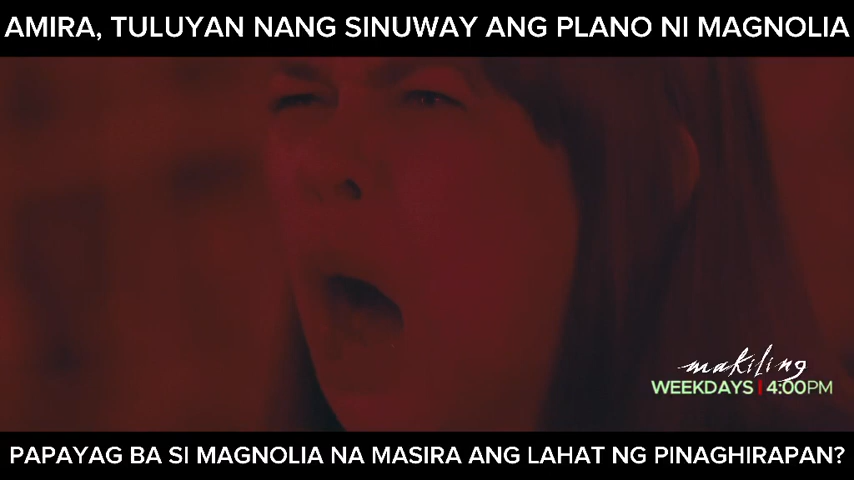 AMIRA, TULUYAN NANG SINUWAY ANG PLANO NI MAGNOLIA
makiling
WEEKDAYS | 4:00PM
PAPAYAG BA SI MAGNOLIA NA MASIRA ANG LAHAT NG PINAGHIRAPAN?